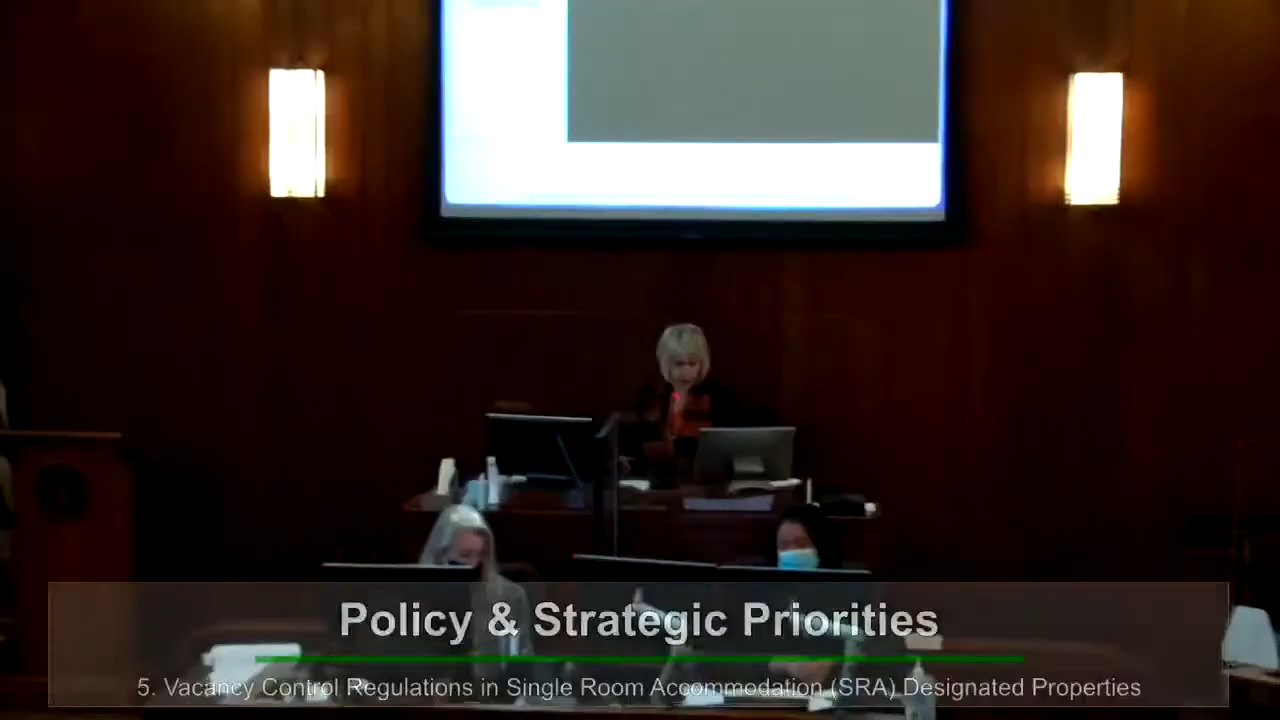 Policy & Strategic Priorities
5. Vacancy Control Regulations in Single Room Accommodation (SRA) Designated Properties